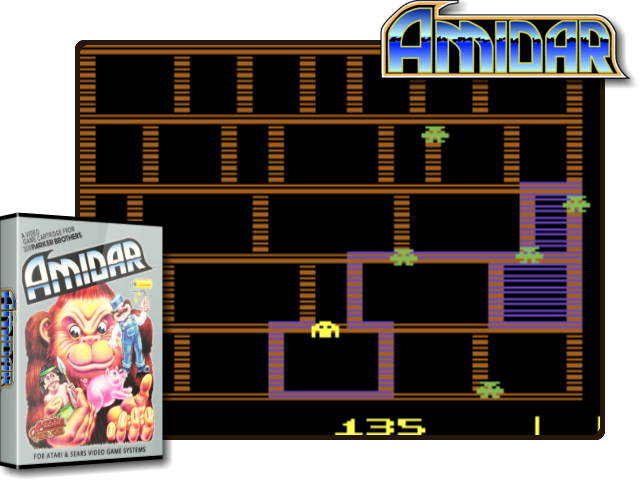 AMIDAR
A VIDEO
GAME CARTRIDGE FROM
PARKER BROTHERS
AMIDAR
AMIDAR
135
FOR ATARI & SEARS VIDEO GAME SYSTEMS